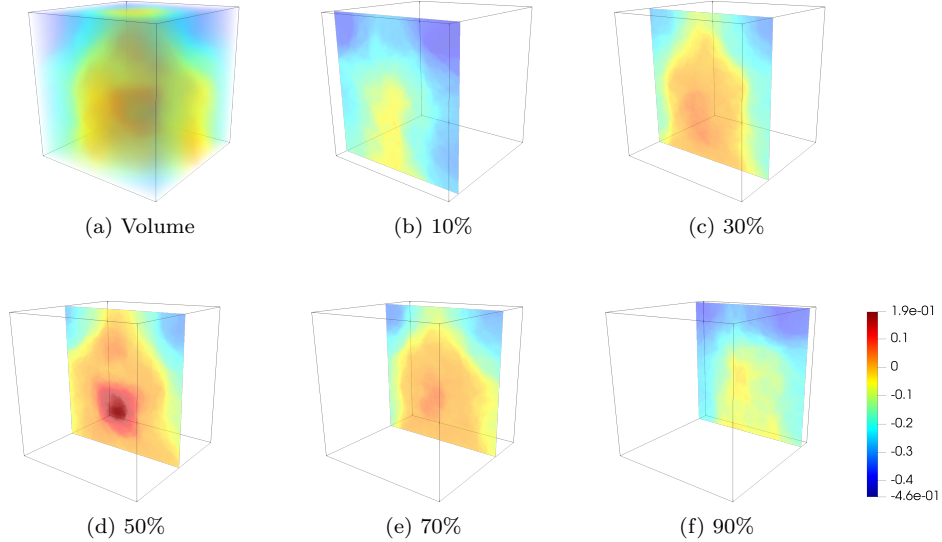 (a) Volume
(b) 10%
(c) 30%
1.9e-01
0.1
0
-0.1
-0.2
-0.3
-0.4
-4.6e-01
(d) 50%
(e) 70%
(f) 90%